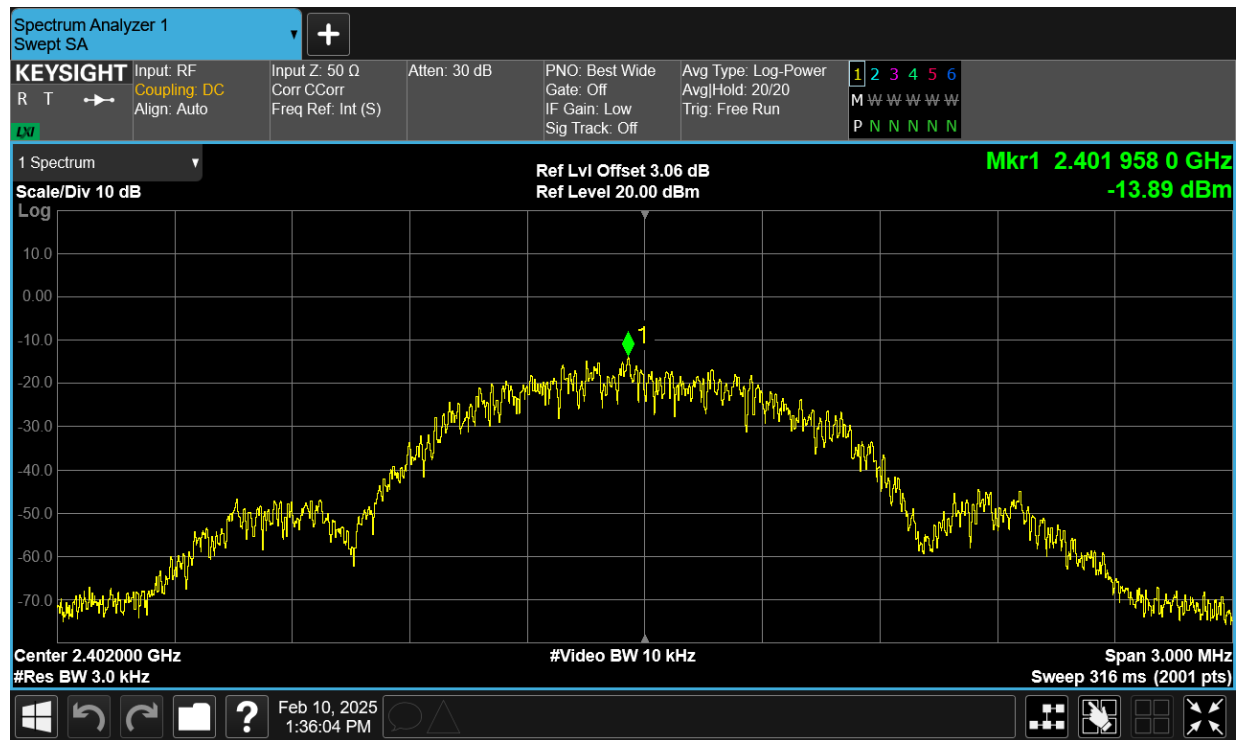 Spectrum Analyzer 1
Swept SA
KEYSIGHT
R T
LXI
Input: RF
Coupling: DC
Align: Auto
Input Z: 50 Ω
Corr CCorr
Freq Ref: Int (S)
Atten: 30 dB
PNO: Best Wide
Gate: Off
IF Gain: Low
Sig Track: Off
Avg Type: Log-Power
Avg|Hold: 20/20
Trig: Free Run
1 2 3 4 5 6
M W W W W W
P N N N N N
1 Spectrum
Scale/Div 10 dB
Ref Lvl Offset 3.06 dB
Ref Level 20.00 dBm
Mkr1 2.401 958 0 GHz
-13.89 dBm
Log
10.0
0.00
-10.0
-20.0
-30.0
-40.0
-50.0
-60.0
-70.0
1
Center 2.402000 GHz
#Res BW 3.0 kHz
#Video BW 10 kHz
Span 3.000 MHz
Sweep 316 ms (2001 pts)
?
Feb 10, 2025
1:36:04 PM